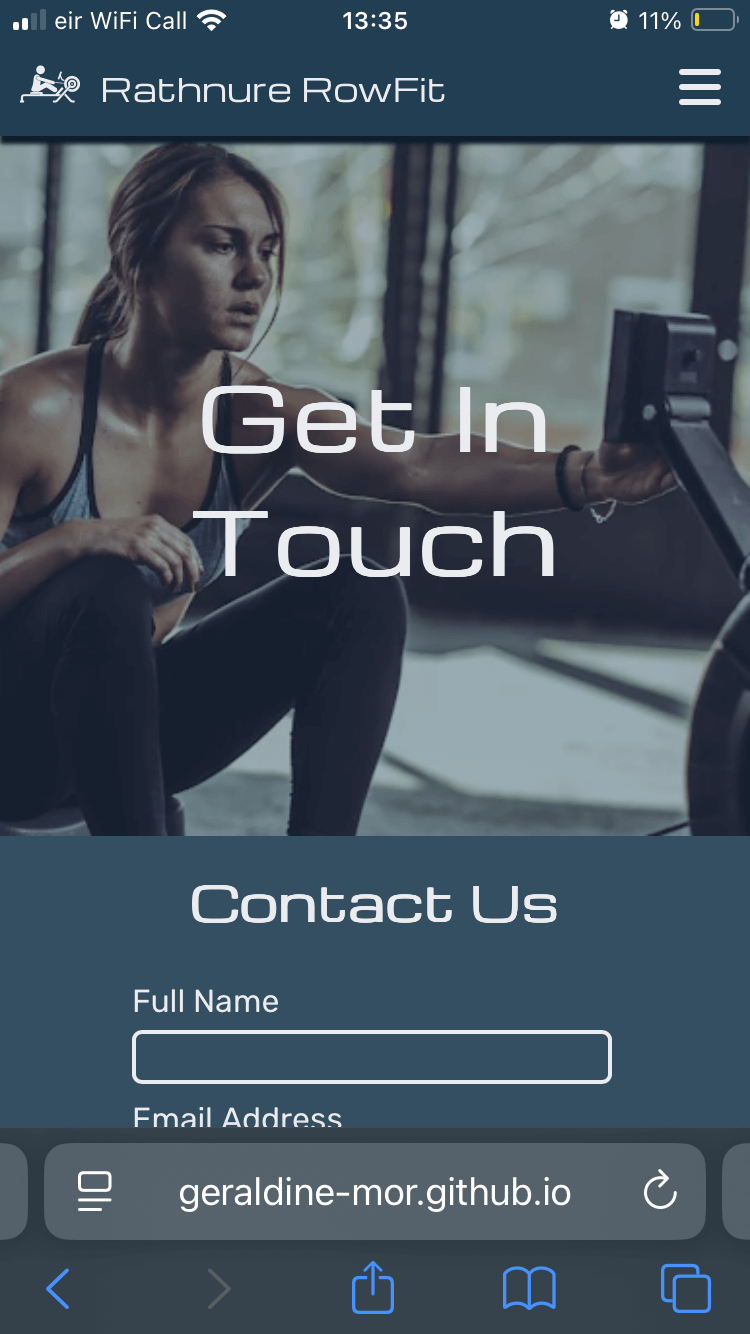 eir WiFi Call 13:35 11%
Rathnure RowFit
Get In
Touch
Contact Us
Full Name
Email Address
geraldine-mor.github.io